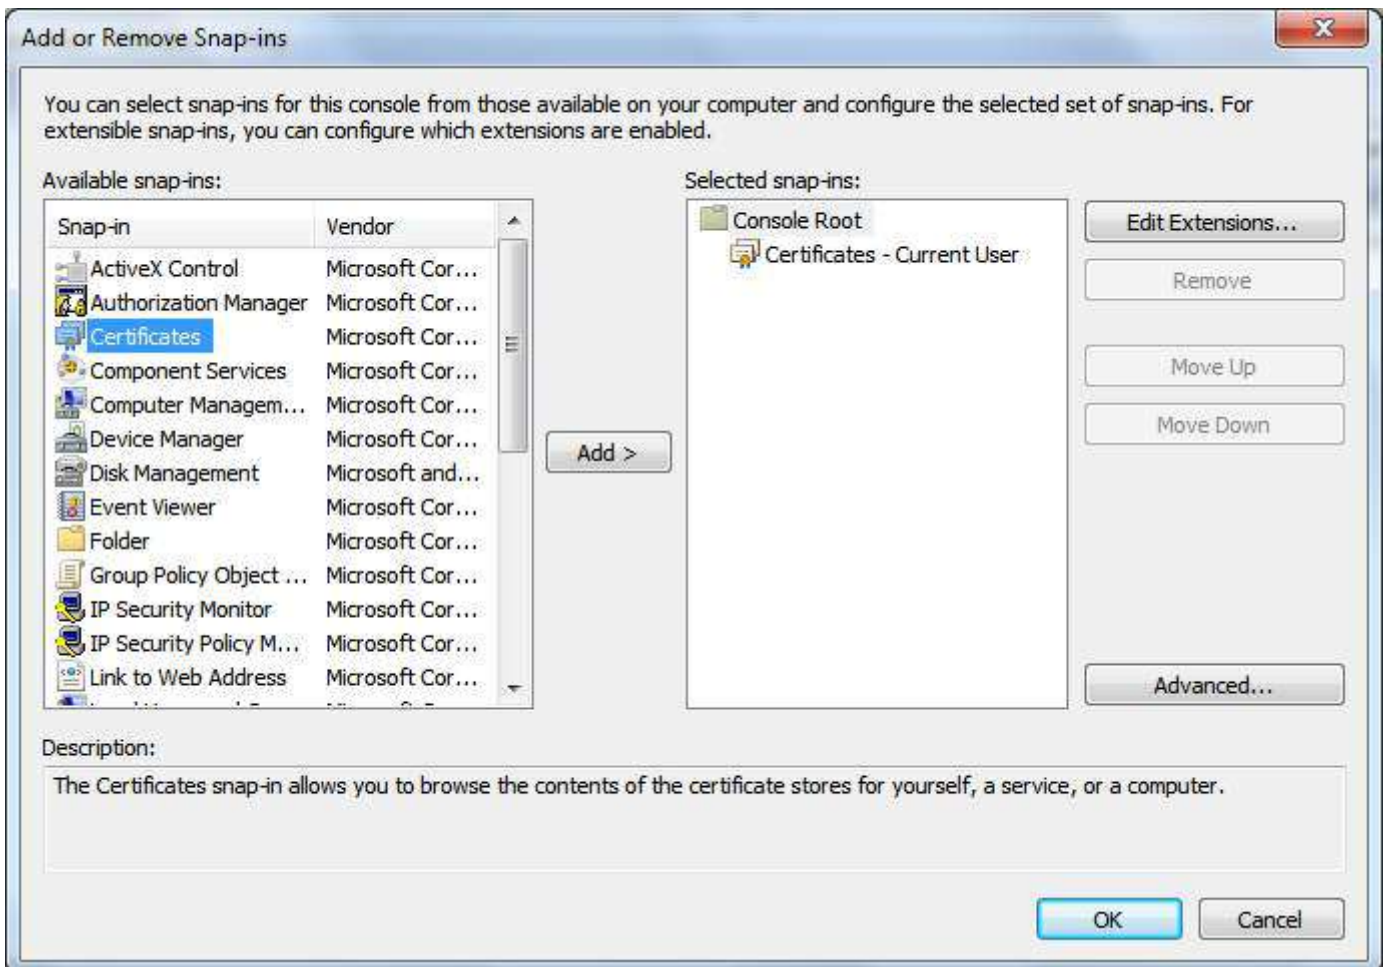 Add or Remove Snap-ins
You can select snap-ins for this console from those available on your computer and configure the selected set of snap-ins. For
extensible snap-ins, you can configure which extensions are enabled.
Available snap-ins:
Snap-in Vendor
ActiveX Control Microsoft Cor...
Authorization Manager Microsoft Cor...
Certificates Microsoft Cor...
Component Services Microsoft Cor...
Computer Managem... Microsoft Cor...
Device Manager Microsoft Cor...
Disk Management Microsoft and...
Event Viewer Microsoft Cor...
Folder Microsoft Cor...
Group Policy Object ... Microsoft Cor...
IP Security Monitor Microsoft Cor...
IP Security Policy M... Microsoft Cor...
Link to Web Address Microsoft Cor...
Add >
Selected snap-ins:
Console Root
Certificates - Current User
Edit Extensions...
Remove
Move Up
Move Down
Advanced...
Description:
The Certificates snap-in allows you to browse the contents of the certificate stores for yourself, a service, or a computer.
OK
Cancel